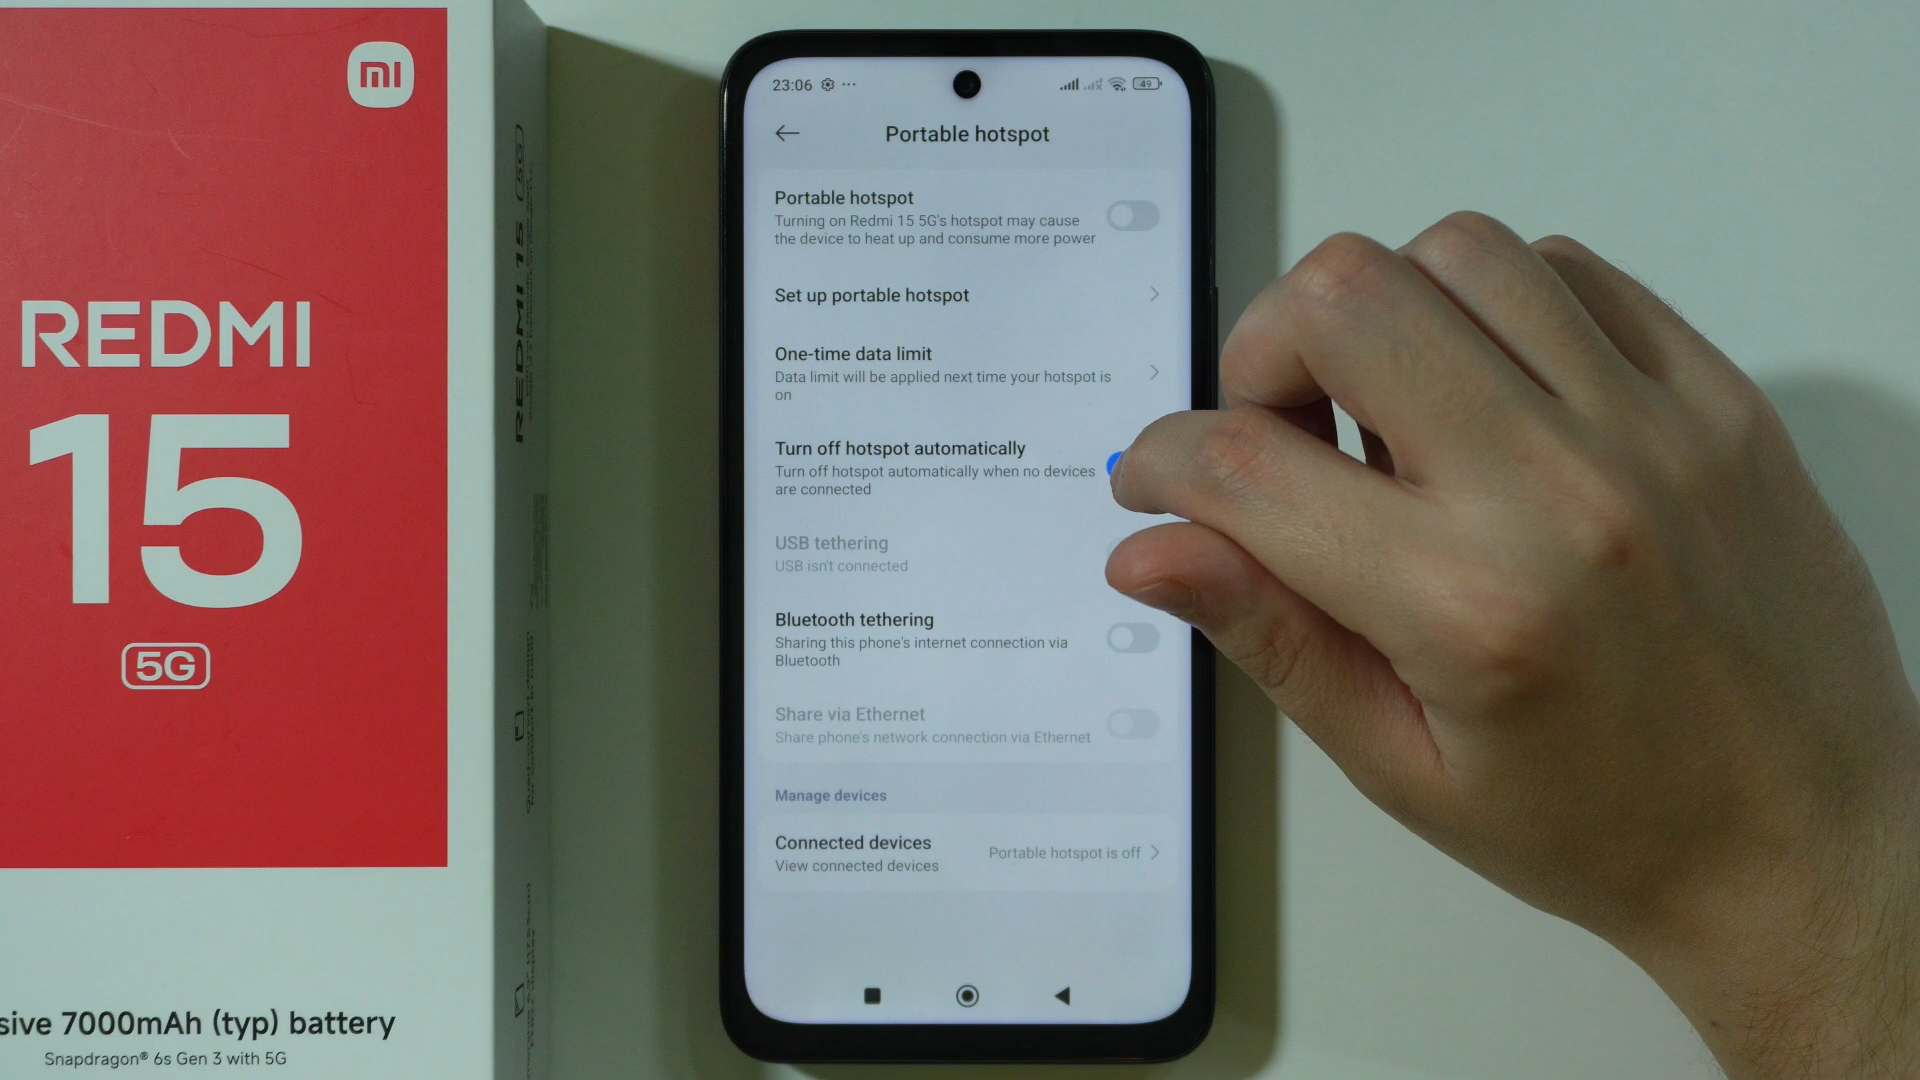 mi
REDMI
15
5G
sive 7000mAh (typ) battery
Snapdragon® 6s Gen 3 with 5G
REDMI 15 5G
23:06
49
Portable hotspot
Portable hotspot
Turning on Redmi 15 5G's hotspot may cause
the device to heat up and consume more power
Set up portable hotspot
One-time data limit
Data limit will be applied next time your hotspot is
on
Turn off hotspot automatically
Turn off hotspot automatically when no devices
are connected
USB tethering
USB isn't connected
Bluetooth tethering
Sharing this phone's internet connection via
Bluetooth
Share via Ethernet
Share phone's network connection via Ethernet
Manage devices
Connected devices
View connected devices
Portable hotspot is off